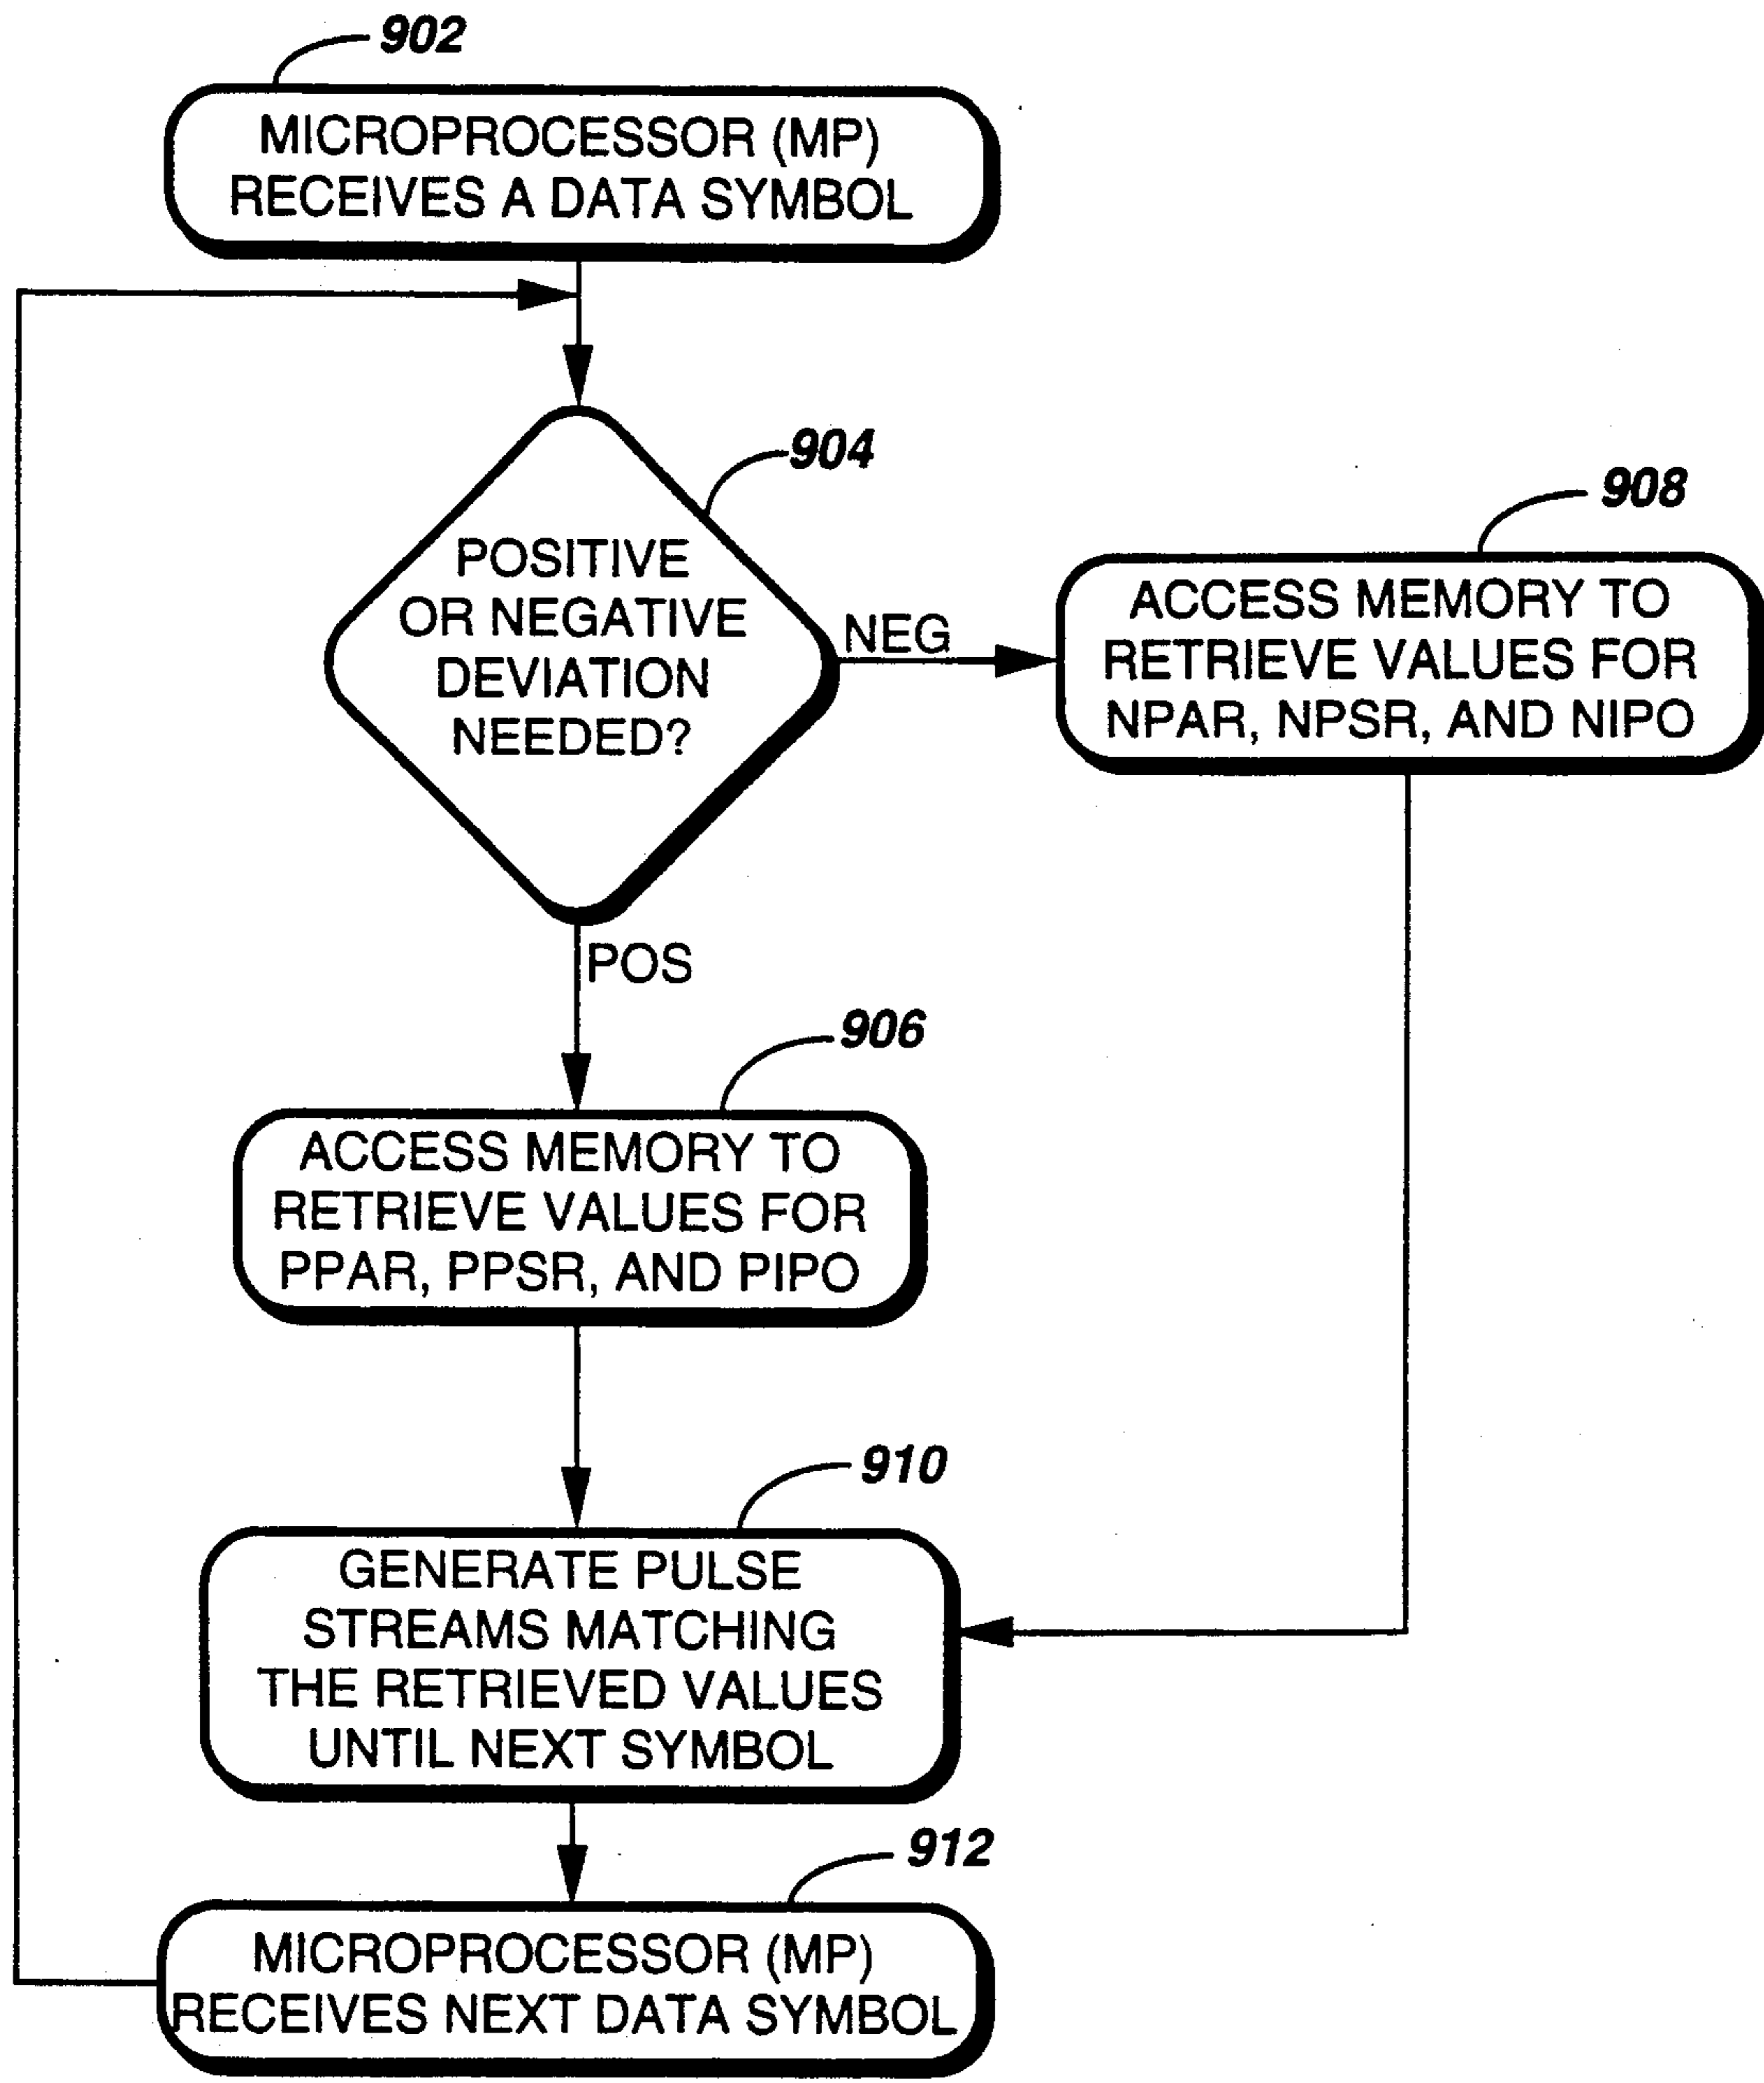 902
MICROPROCESSOR (MP)
RECEIVES A DATA SYMBOL
904
POSITIVE
OR NEGATIVE
DEVIATION
NEEDED?
NEG
908
ACCESS MEMORY TO
RETRIEVE VALUES FOR
NPAR, NPSR, AND NIPO
POS
906
ACCESS MEMORY TO
RETRIEVE VALUES FOR
PPAR, PPSR, AND PIPO
910
GENERATE PULSE
STREAMS MATCHING
THE RETRIEVED VALUES
UNTIL NEXT SYMBOL
912
MICROPROCESSOR (MP)
RECEIVES NEXT DATA SYMBOL